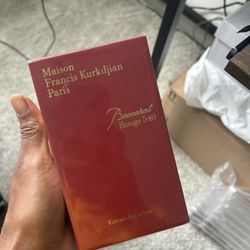 Maison
Francis Kurkdjian
Paris
Baccarat
Rouge 540
Extrait de parfum